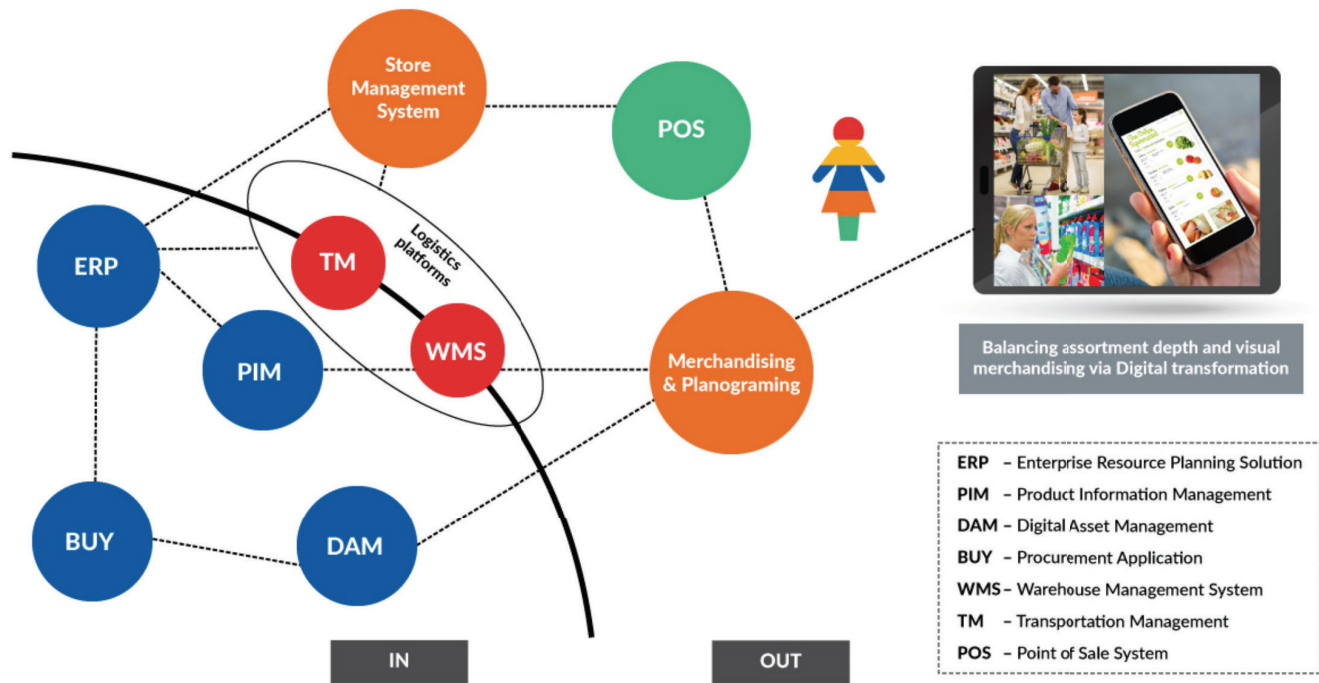 Store
Management
System
POS
ERP
TM
Logistics
platforms
PIM
WMS
Merchandising
& Planograming
BUY
DAM
IN
OUT
Balancing assortment depth and visual
merchandising via Digital transformation
ERP – Enterprise Resource Planning Solution
PIM – Product Information Management
DAM – Digital Asset Management
BUY – Procurement Application
WMS – Warehouse Management System
TM – Transportation Management
POS – Point of Sale System